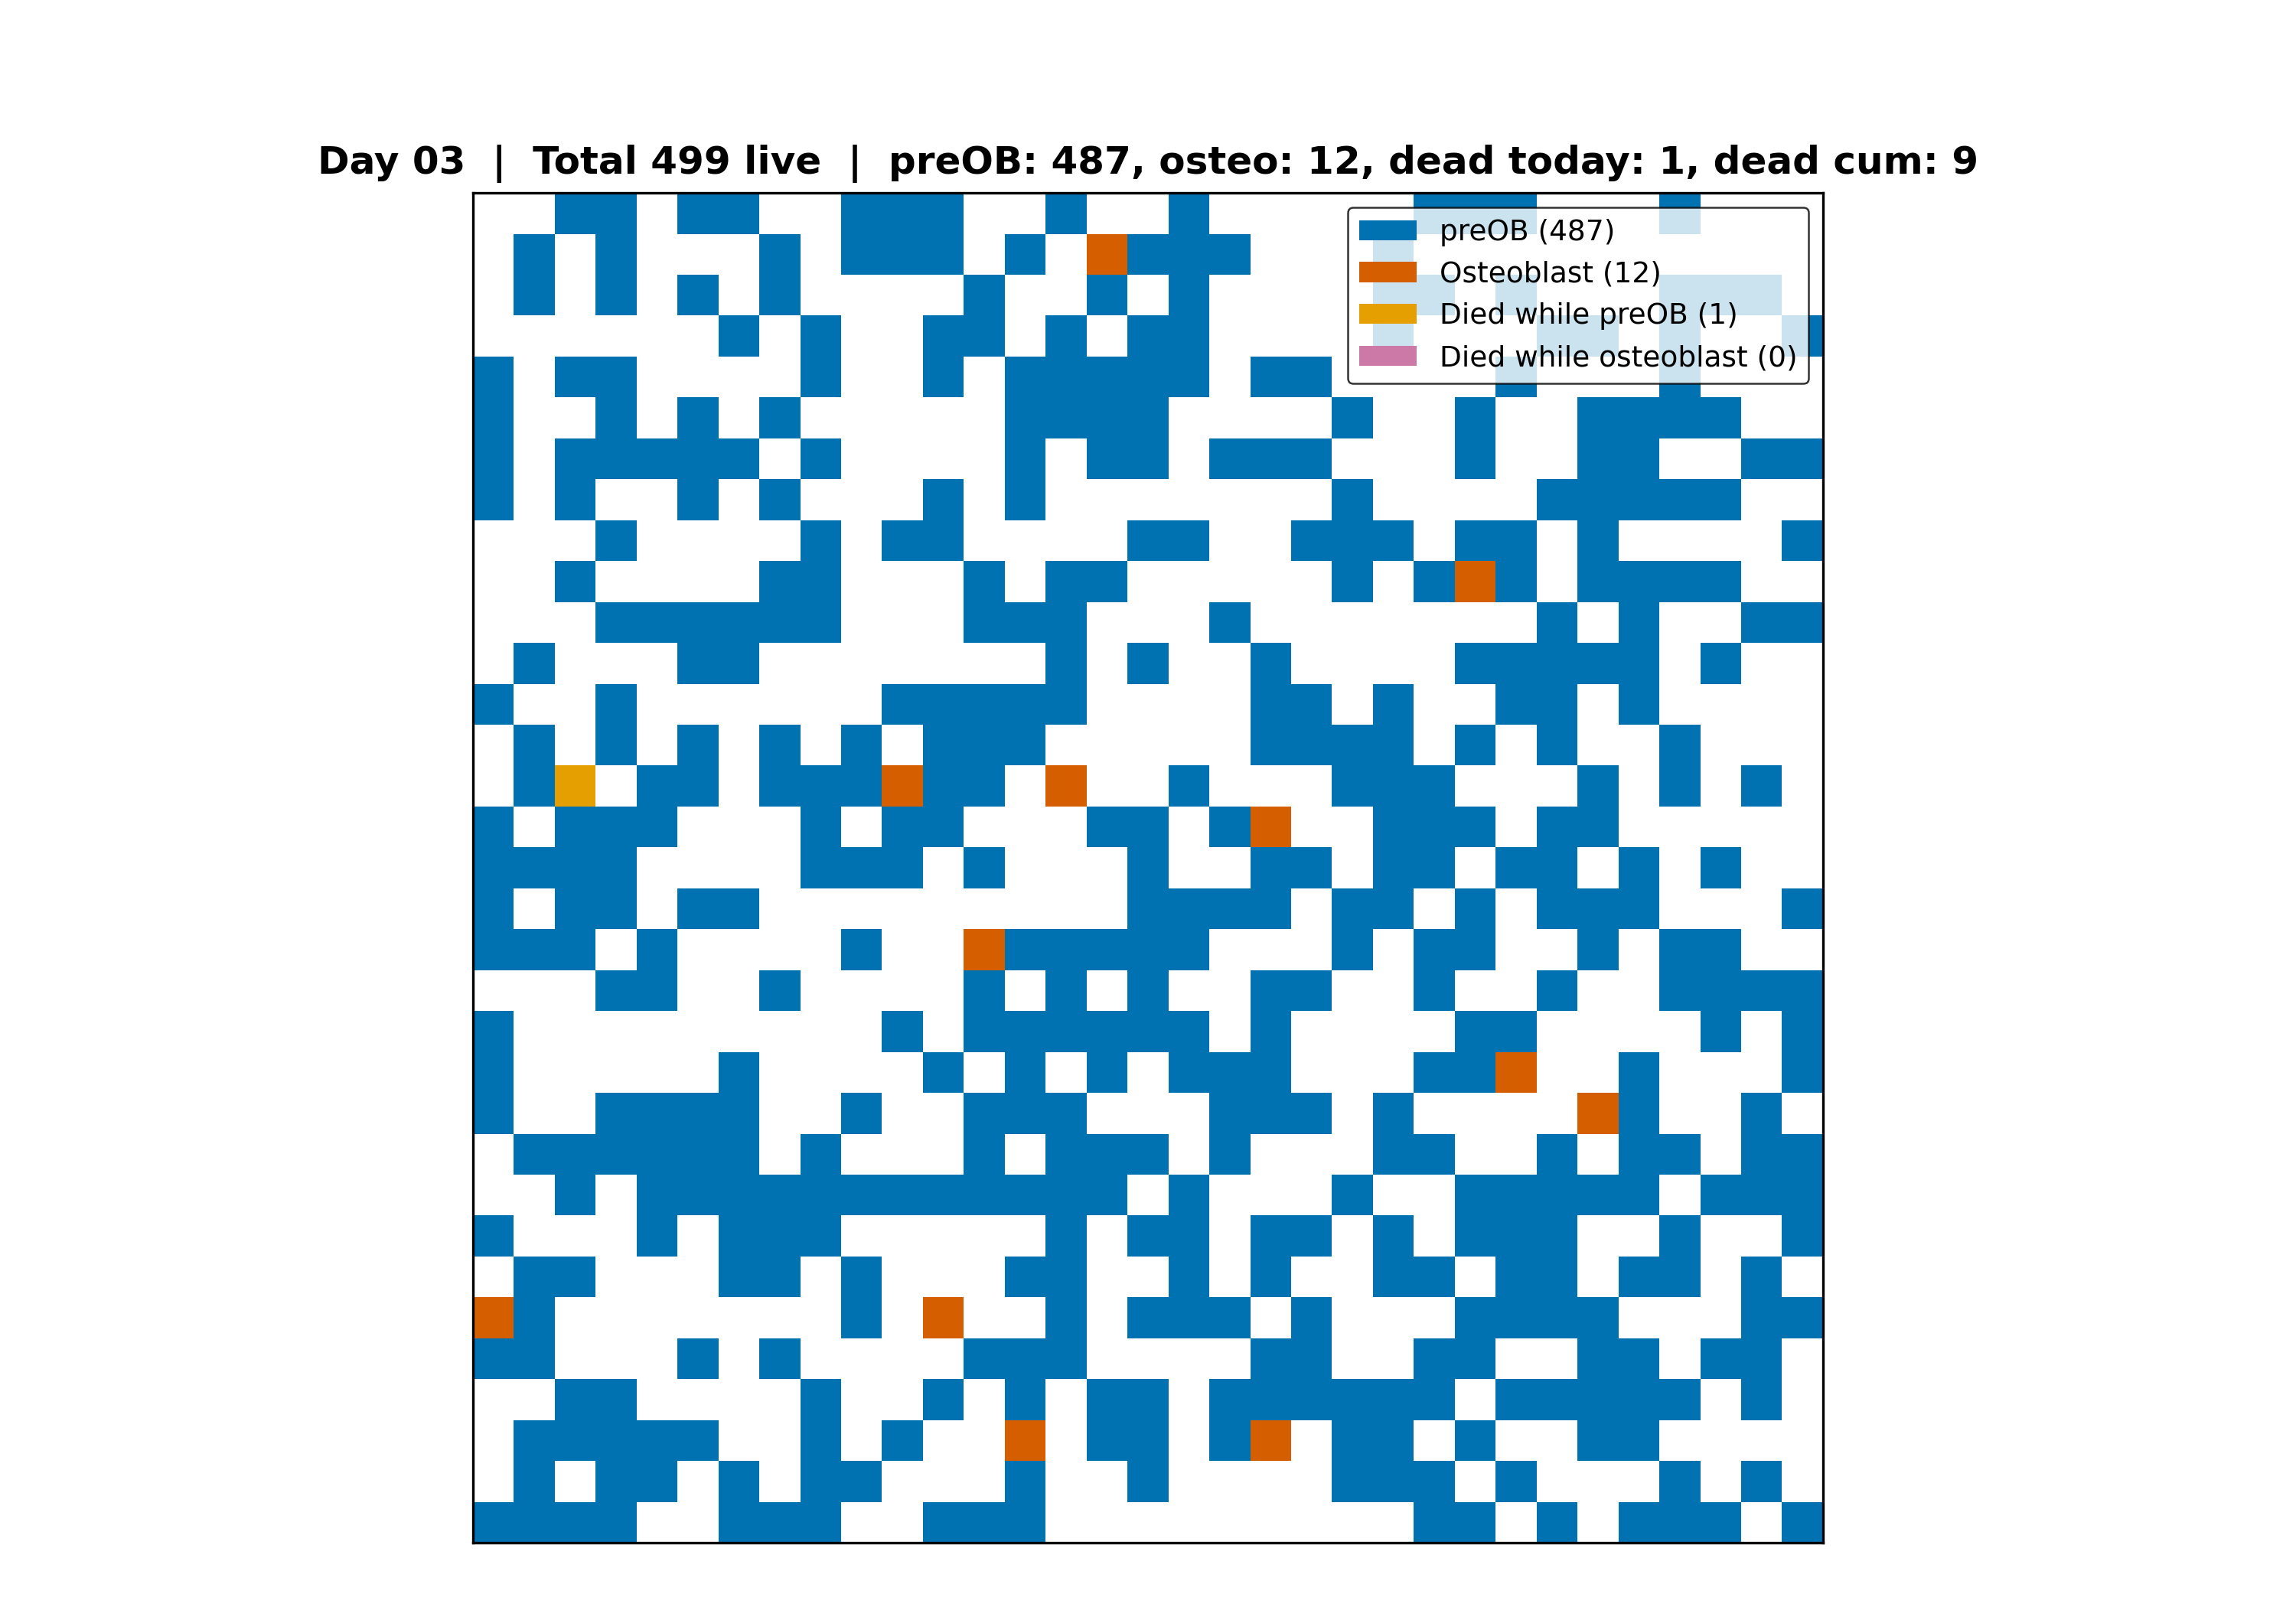 Day 03 | Total 499 live | preOB: 487, osteo: 12, dead today: 1, dead cum: 9
preOB (487)
Osteoblast (12)
Died while preOB (1)
Died while osteoblast (0)